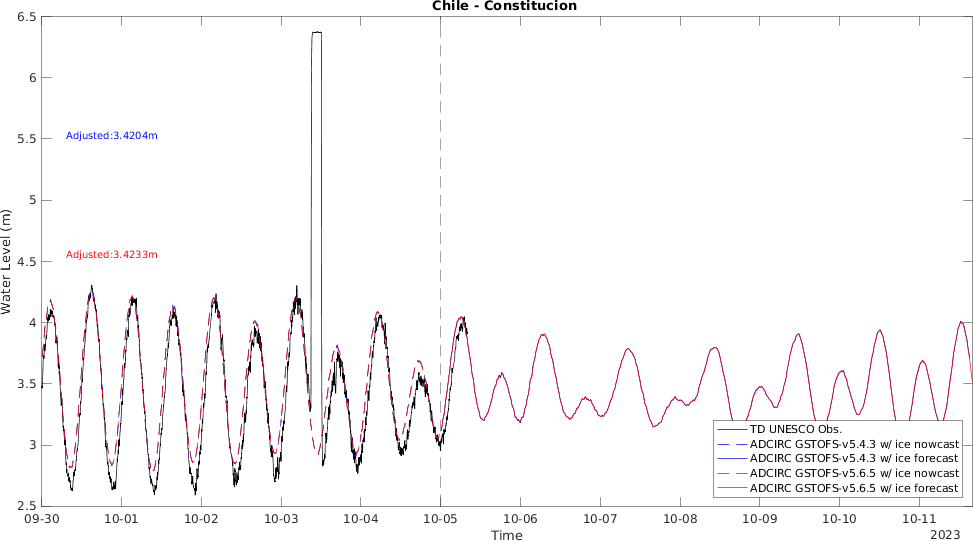 Chile - Constitucion
6.5
6
5.5
5
4.5
4
3.5
3
2.5
Water Level (m)
Adjusted:3.4204m
Adjusted:3.4233m
TD UNESCO Obs.
ADCIRC GSTOFS-v5.4.3 w/ ice nowcast
ADCIRC GSTOFS-v5.4.3 w/ ice forecast
ADCIRC GSTOFS-v5.6.5 w/ ice nowcast
ADCIRC GSTOFS-v5.6.5 w/ ice forecast
09-30 10-01 10-02 10-03 10-04 10-05 10-06 10-07 10-08 10-09 10-10 10-11
Time
2023